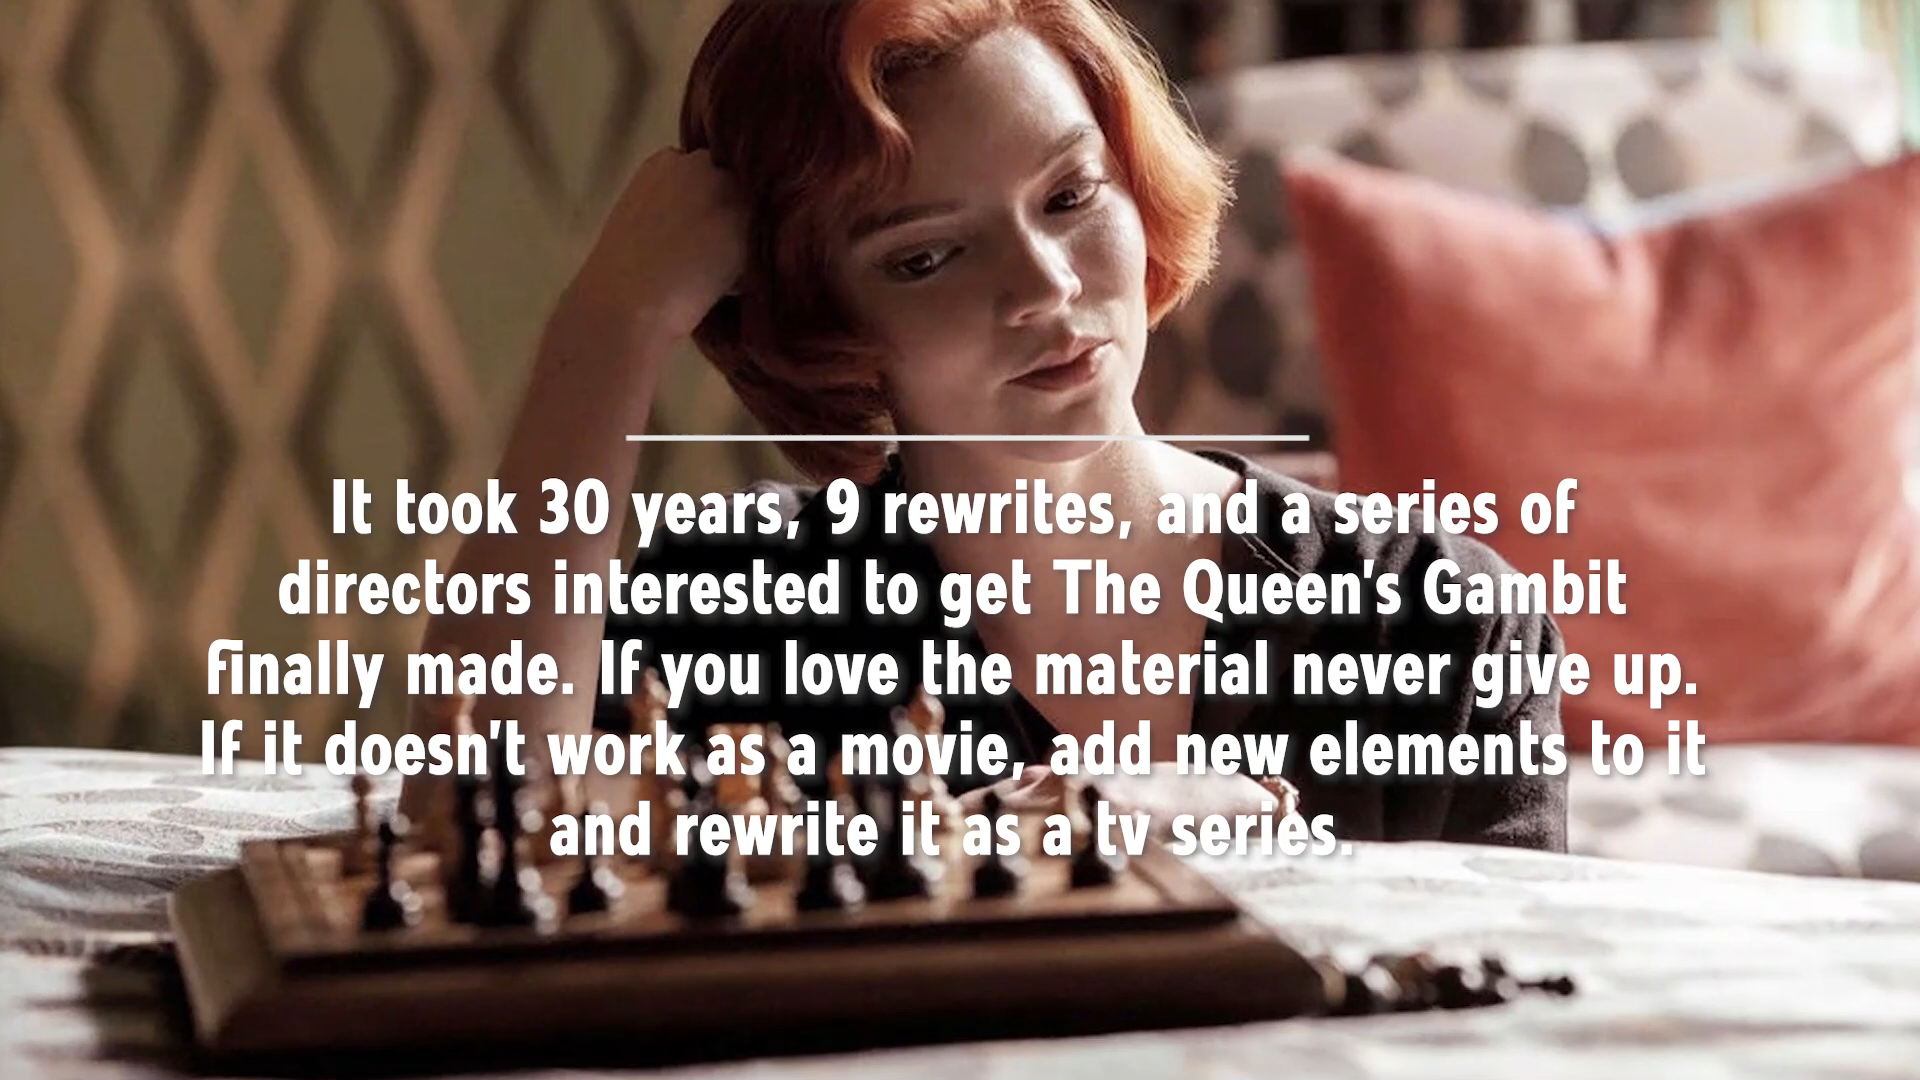 It took 30 years, 9 rewrites, and a series of
directors interested to get The Queen's Gambit
finally made. If you love the material never give up.
If it doesn't work as a movie, add new elements to it
and rewrite it as a tv series.